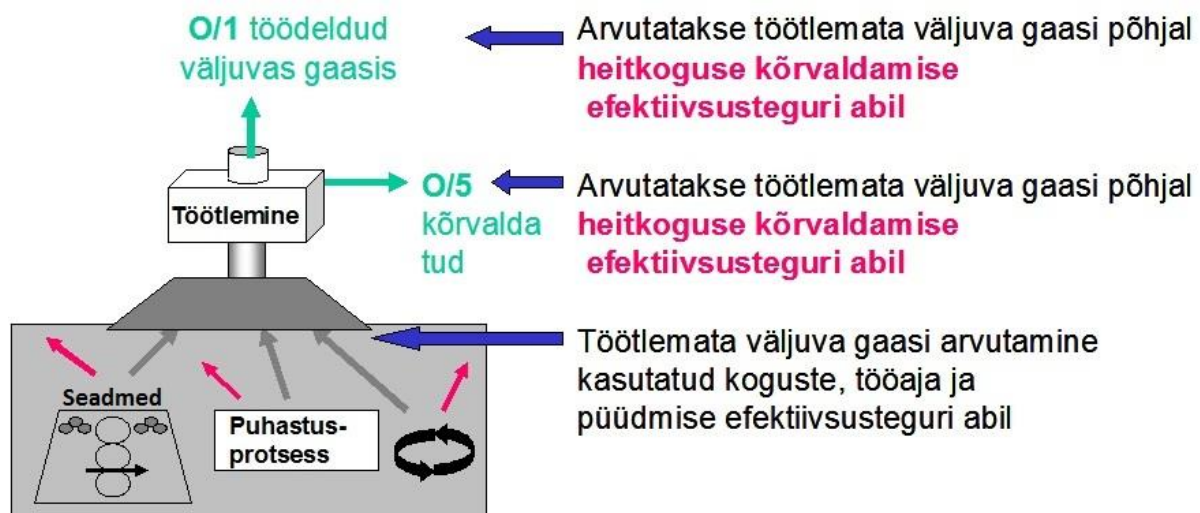 O/1 töödeldud
väljuvas gaasis
Arvutatakse töötlemata väljuva gaasi põhjal
heitkoguse kõrvaldamise
efektiivsusteguri abil
Töötlemine
O/5
kõrvalda
tud
Arvutatakse töötlemata väljuva gaasi põhjal
heitkoguse kõrvaldamise
efektiivsusteguri abil
Töötlemata väljuva gaasi arvutamine
kasutatud koguste, tööaja ja
püüdmise efektiivsusteguri abil
Seadmed
Puhastus-
protsess